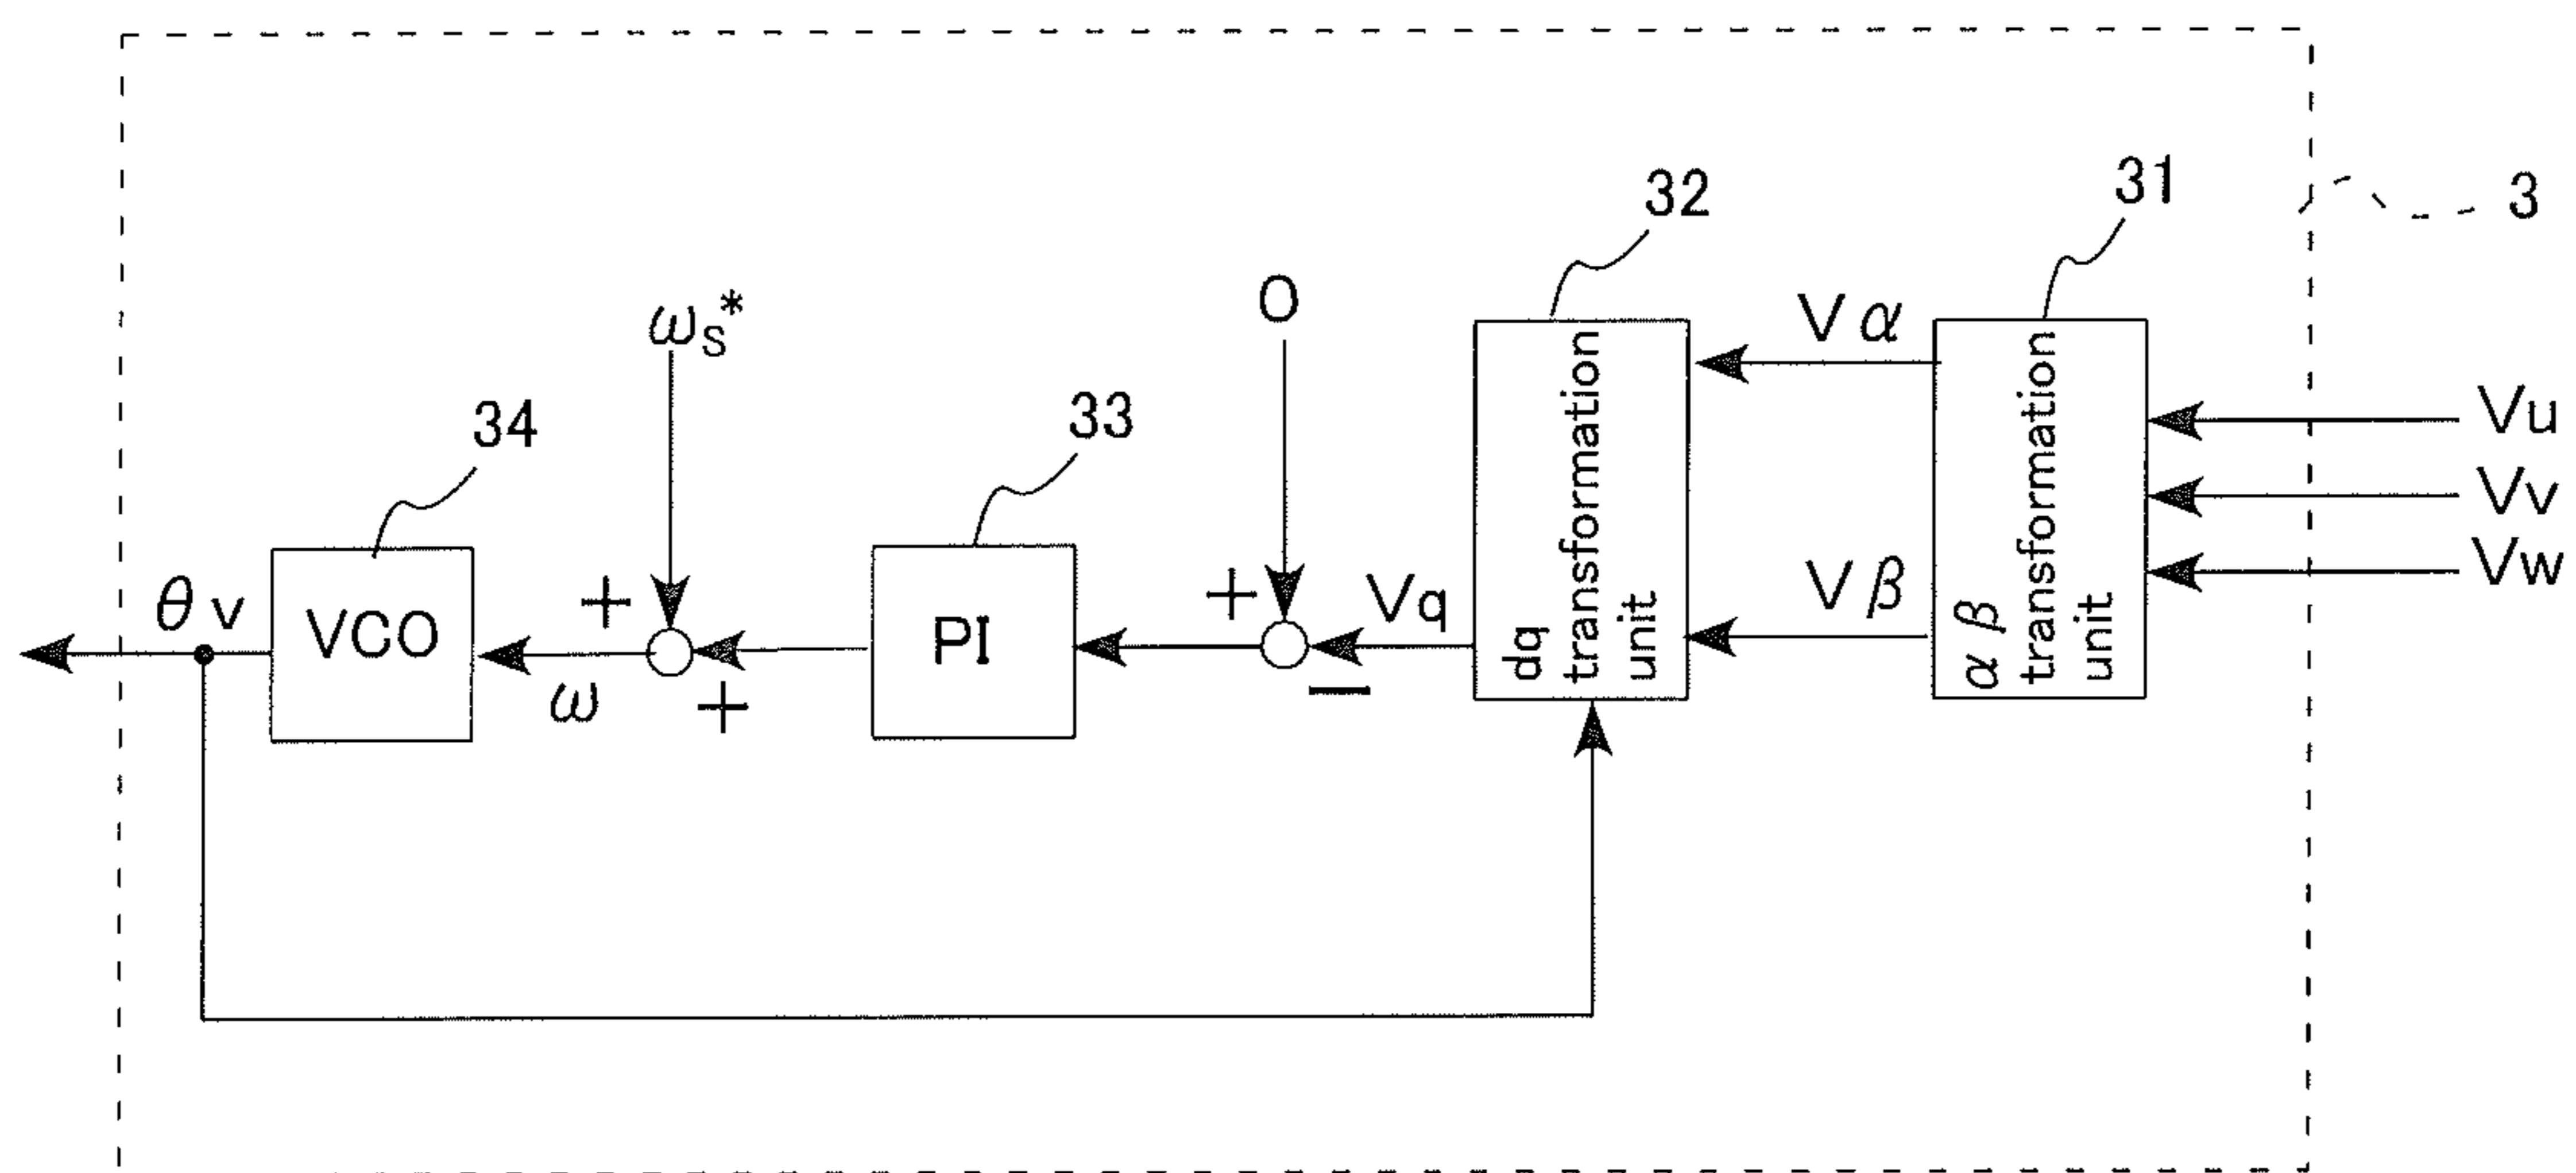 31
32
3
0
ωS*
Vα
33
34
Vu
αβ
transformation
unit
dq
transformation
unit
Vv
Vβ
Vw
+
Vq
+
θv
VCO
PI
−
ω
+